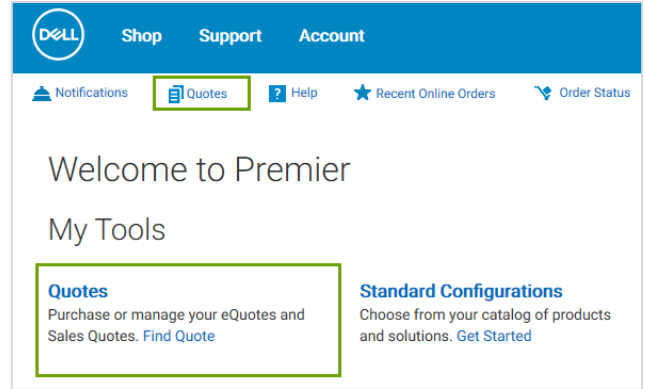 DELL Shop Support Account
Notifications Quotes ? Help Recent Online Orders Order Status
Welcome to Premier
My Tools
Quotes
Purchase or manage your eQuotes and
Sales Quotes. Find Quote
Standard Configurations
Choose from your catalog of products
and solutions. Get Started